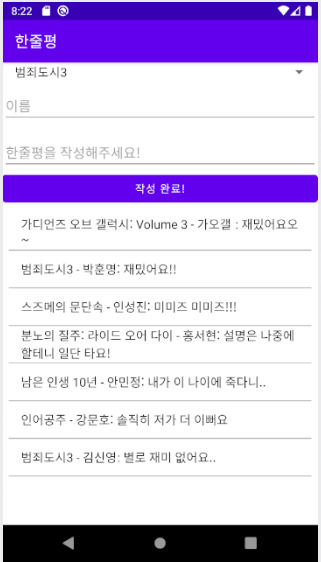 8:22
한줄평
범죄도시3
이름
한줄평을 작성해주세요!
작성 완료!
가디언즈 오브 갤럭시: Volume 3 - 가오갤 : 재밌어요오
~
범죄도시3 - 박훈명: 재밌어요!!
스즈메의 문단속 - 인성진: 미미즈 미미즈!!!
분노의 질주: 라이드 오어 다이 - 홍서현: 설명은 나중에
할테니 일단 타요!
남은 인생 10년 - 안민정: 내가 이 나이에 죽다니..
인어공주 - 강문호: 솔직히 저가 더 이뻐요
범죄도시3 - 김신영: 별로 재미 없어요..